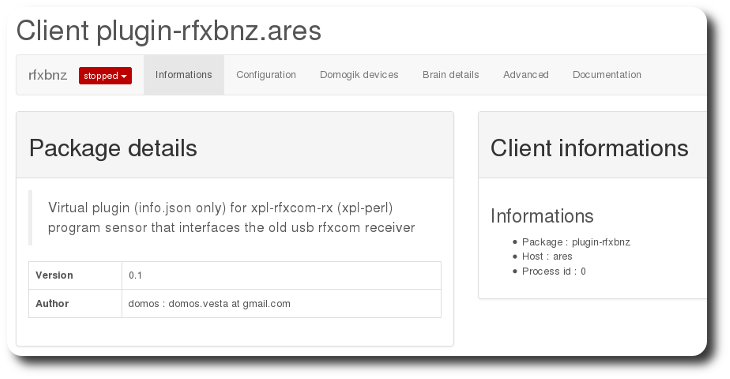 Client plugin-rfxbnz.ares
rfxbnz stopped Informations Configuration Domogik devices Brain details Advanced Documentation
Package details
Virtual plugin (info.json only) for xpl-rfxcom-rx (xpl-perl)
program sensor that interfaces the old usb rfxcom receiver
Version 0.1
Author domos : domos.vesta at gmail.com
Client informations
Informations
Package : plugin-rfxbnz
Host : ares
Process id : 0